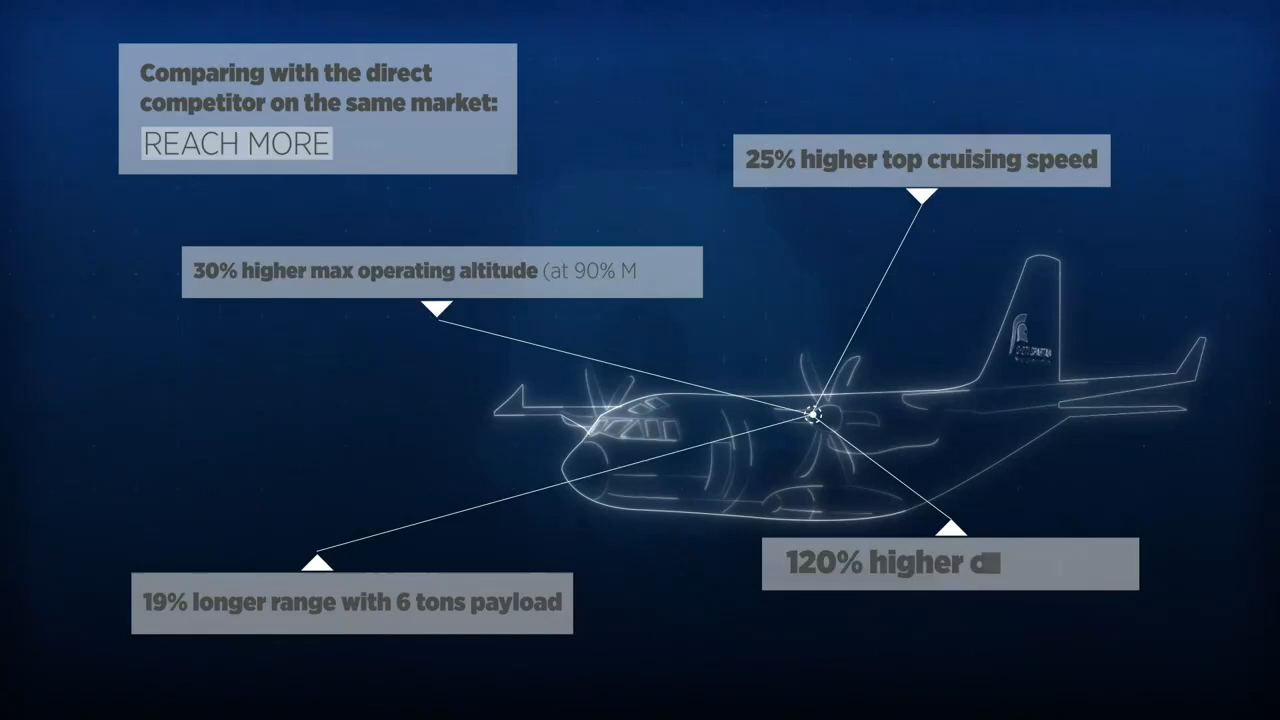 Comparing with the direct
competitor on the same market:
REACH MORE
25% higher top cruising speed
30% higher max operating altitude (at 90% M
120% higher
19% longer range with 6 tons payload